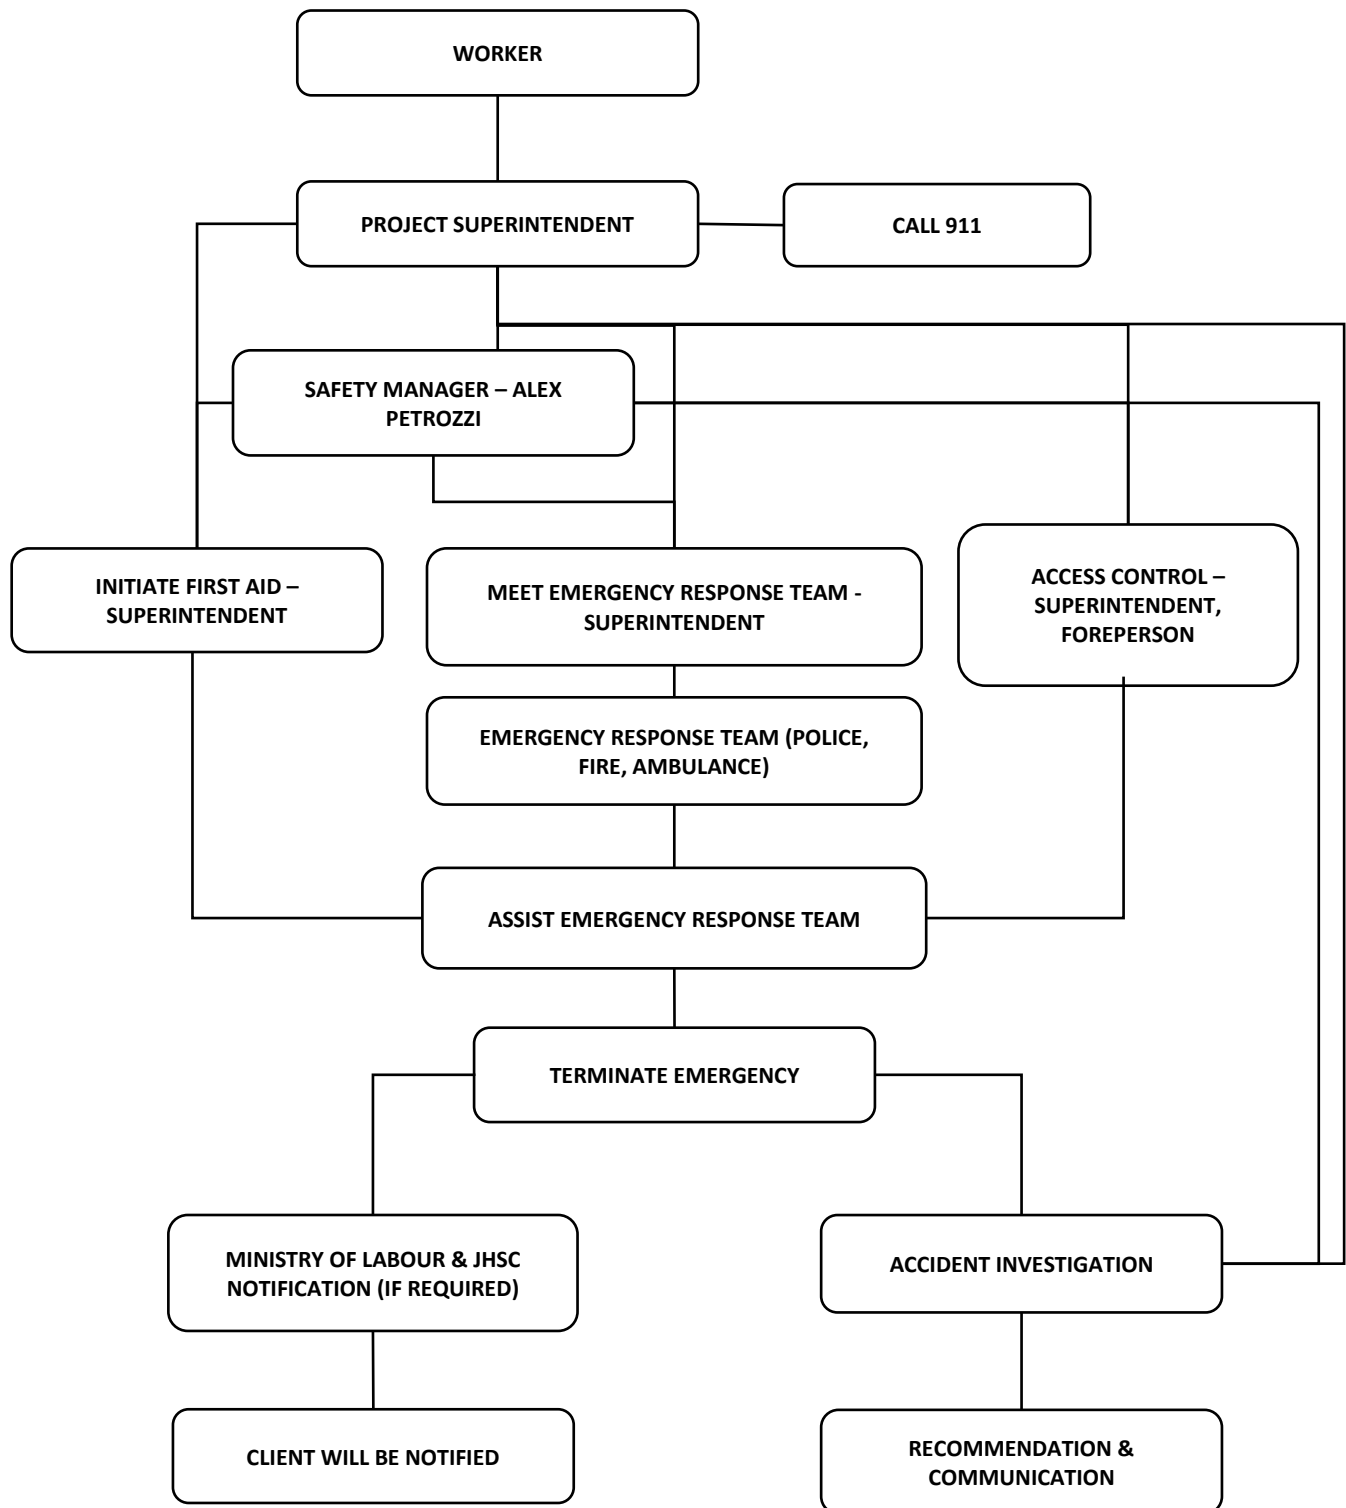 WORKER
PROJECT SUPERINTENDENT
CALL 911
SAFETY MANAGER – ALEX
PETROZZI
INITIATE FIRST AID –
SUPERINTENDENT
MEET EMERGENCY RESPONSE TEAM -
SUPERINTENDENT
ACCESS CONTROL –
SUPERINTENDENT,
FOREPERSON
EMERGENCY RESPONSE TEAM (POLICE,
FIRE, AMBULANCE)
ASSIST EMERGENCY RESPONSE TEAM
TERMINATE EMERGENCY
MINISTRY OF LABOUR & JHSC
NOTIFICATION (IF REQUIRED)
ACCIDENT INVESTIGATION
CLIENT WILL BE NOTIFIED
RECOMMENDATION &
COMMUNICATION